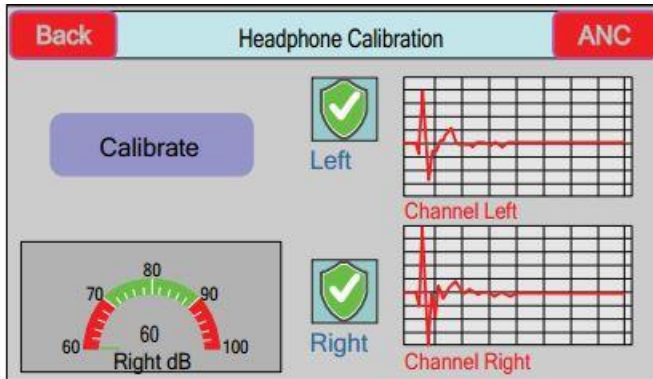 Back
Headphone Calibration
ANC
Calibrate
Left
Channel Left
80
70
90
60
60
100
Right dB
Right
Channel Right